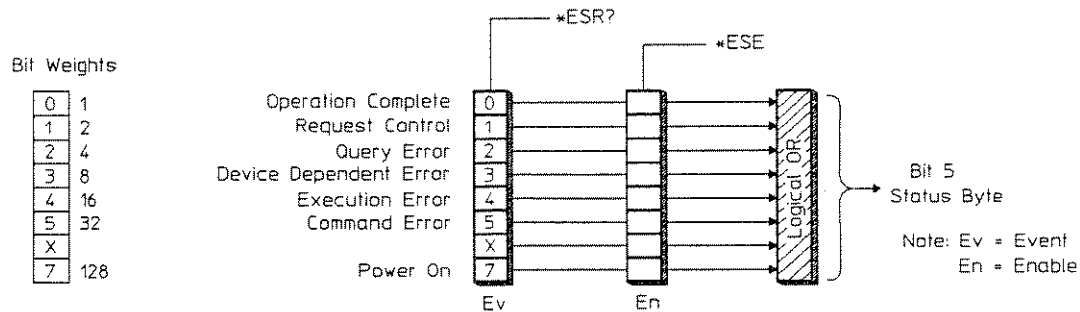 *ESR?
*ESE
Bit Weights
0 1
1 2
2 4
3 8
4 16
5 32
X
7 128
Operation Complete 0
Request Control 1
Query Error 2
Device Dependent Error 3
Execution Error 4
Command Error 5
X
Power On 7
Ev
En
Logical OR
Bit 5
Status Byte
Note: Ev = Event
En = Enable